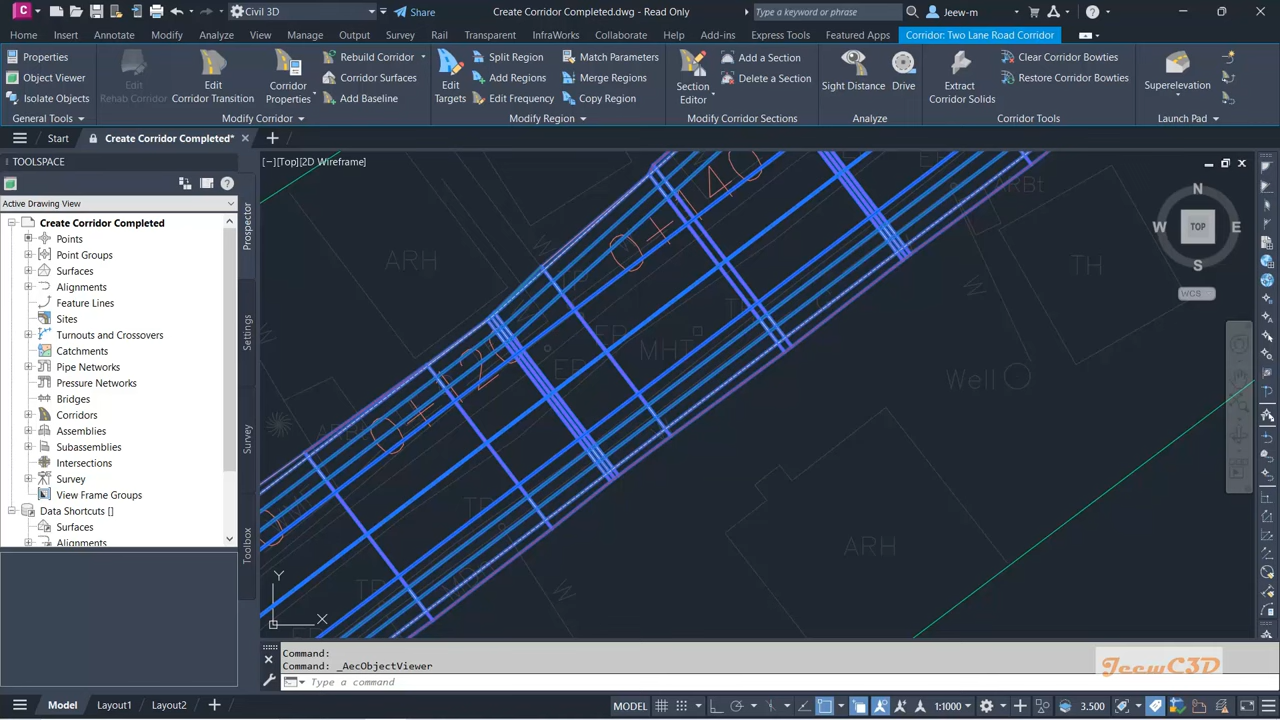 C
Civil 3D
Share
Create Corridor Completed.dwg - Read Only
Type a keyword or phrase
Jeew-m
Home Insert Annotate Modify Analyze View Manage Output Survey Rail Transparent InfraWorks Collaborate Help Add-ins Express Tools Featured Apps Corridor: Two Lane Road Corridor
Properties
Object Viewer
Isolate Objects
General Tools
Edit
Rehab Corridor
Edit
Corridor Transition
Corridor
Properties
Rebuild Corridor
Corridor Surfaces
Add Baseline
Modify Corridor
Edit
Targets
Split Region
Add Regions
Edit Frequency
Match Parameters
Merge Regions
Copy Region
Modify Region
Section
Editor
Add a Section
Delete a Section
Modify Corridor Sections
Sight Distance
Drive
Analyze
Extract
Corridor Solids
Clear Corridor Bowties
Restore Corridor Bowties
Corridor Tools
Superelevation
Launch Pad
Start
Create Corridor Completed*
TOOLSPACE
Active Drawing View
Create Corridor Completed
Points
Point Groups
Surfaces
Alignments
Feature Lines
Sites
Turnouts and Crossovers
Catchments
Pipe Networks
Pressure Networks
Bridges
Corridors
Assemblies
Subassemblies
Intersections
Survey
View Frame Groups
Data Shortcuts []
Surfaces
Alignments
Prospector
Settings
Survey
Toolbox
[−][Top][2D Wireframe]
N
W TOP E
S
WCS
ARH
ARBt
TH
MHT
Well
ARH
EP
TP
W
Y
X
Command:
Command: _AecObjectViewer
Type a command
JeewC3D
Model Layout1 Layout2
MODEL
1:1000
3.500